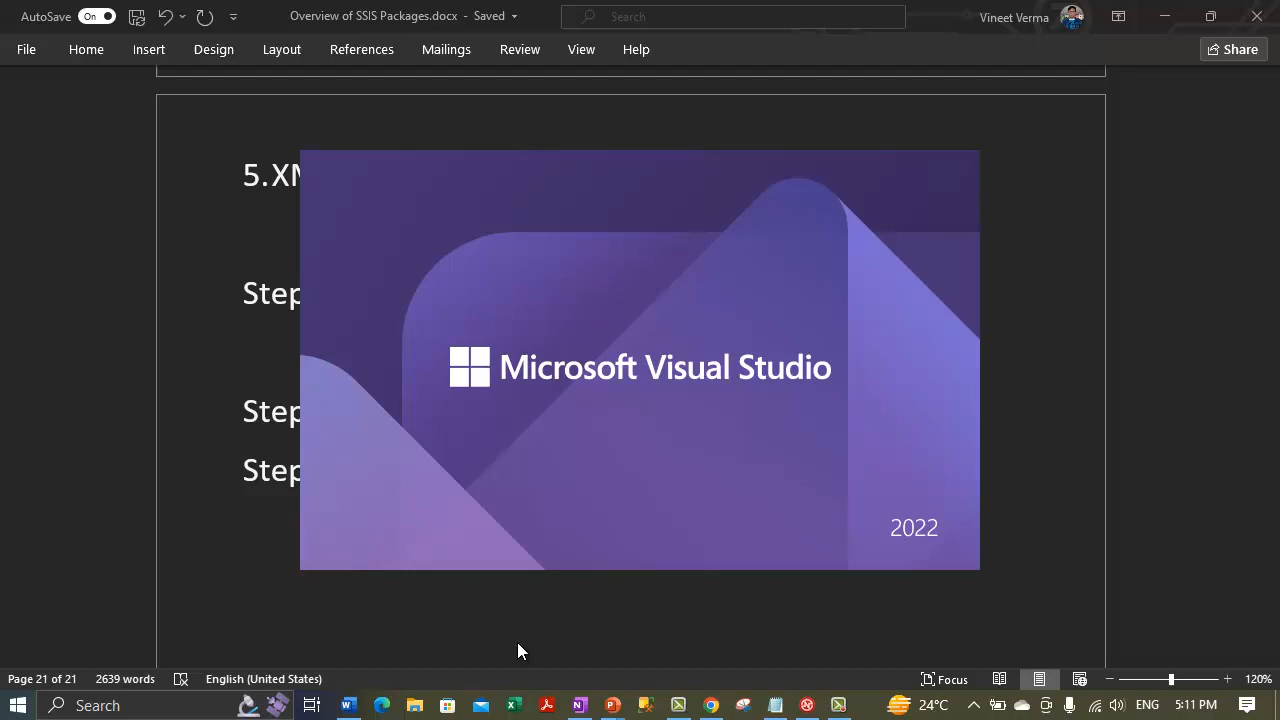 AutoSave On Overview of SSIS Packages.docx - Saved Search Vineet Verma
File Home Insert Design Layout References Mailings Review View Help Share
5.XM
Step
Step
Step
Microsoft Visual Studio
2022
Page 21 of 21 2639 words English (United States) Focus 120%
Search 24°C ENG 5:11 PM